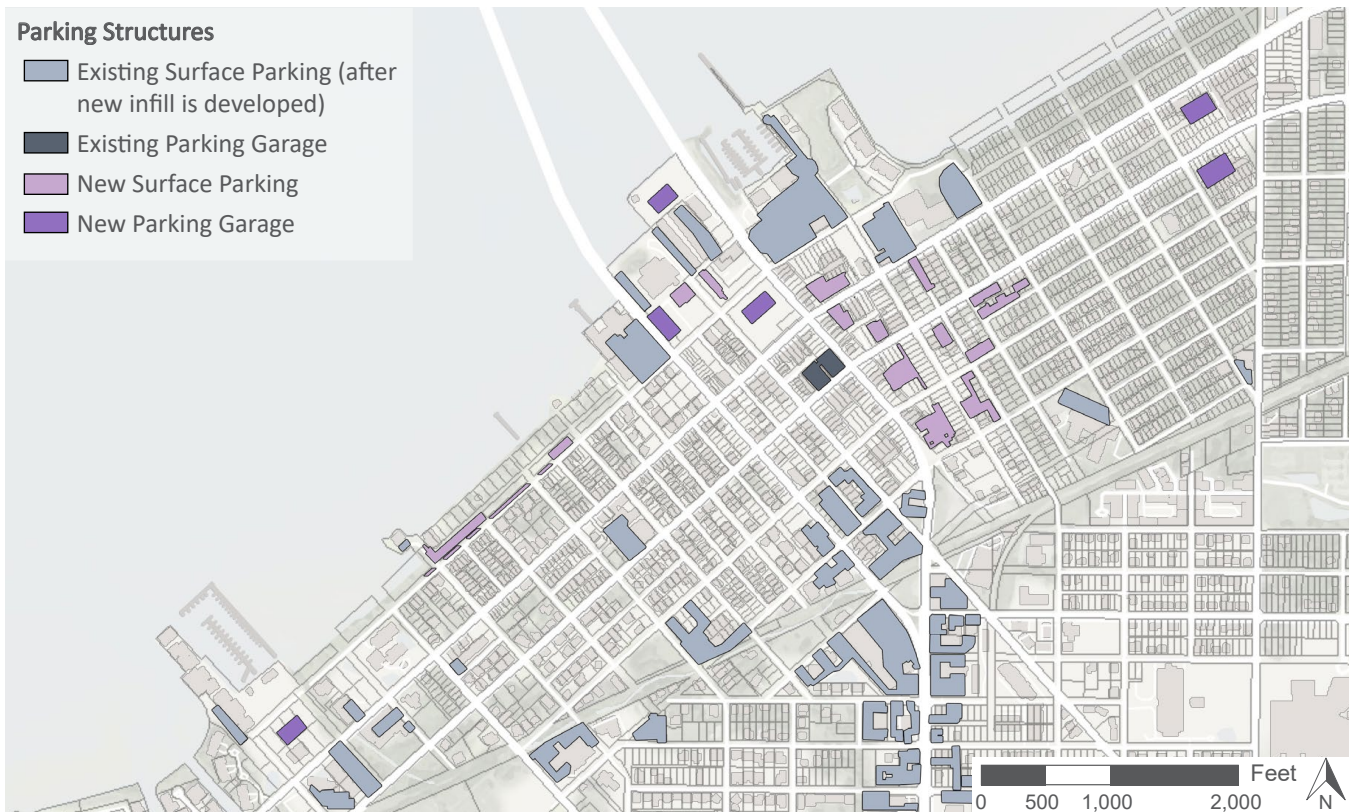 Parking Structures
Existing Surface Parking (after
new infill is developed)
Existing Parking Garage
New Surface Parking
New Parking Garage
Feet
0 500 1,000 2,000
N